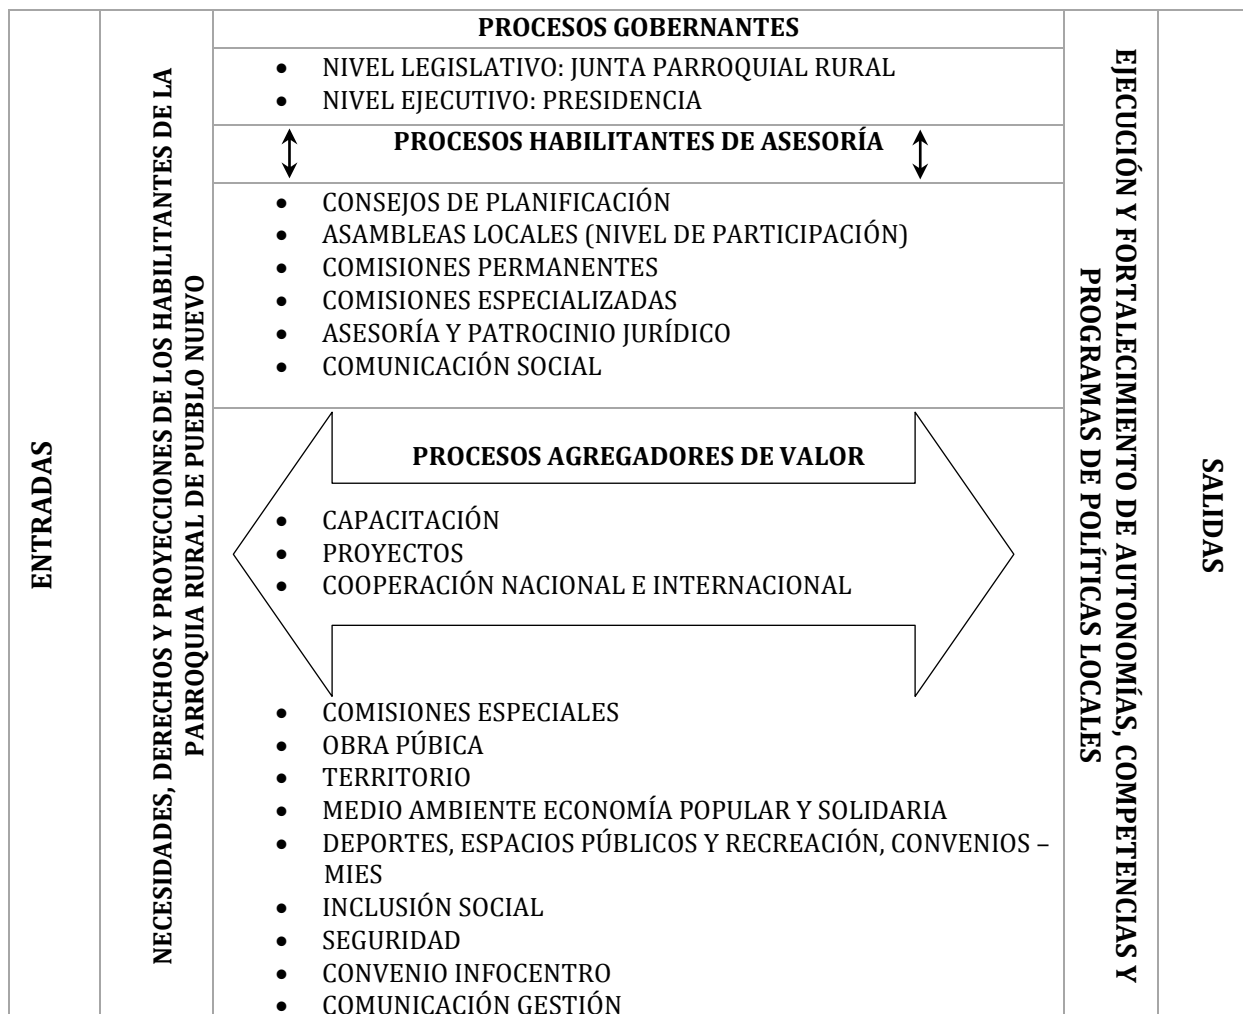 ENTRADAS
NECESIDADES, DERECHOS Y PROYECCIONES DE LOS HABILITANTES DE LA
PARROQUIA RURAL DE PUEBLO NUEVO
PROCESOS GOBERNANTES
• NIVEL LEGISLATIVO: JUNTA PARROQUIAL RURAL
• NIVEL EJECUTIVO: PRESIDENCIA
PROCESOS HABILITANTES DE ASESORÍA
• CONSEJOS DE PLANIFICACIÓN
• ASAMBLEAS LOCALES (NIVEL DE PARTICIPACIÓN)
• COMISIONES PERMANENTES
• COMISIONES ESPECIALIZADAS
• ASESORÍA Y PATROCINIO JURÍDICO
• COMUNICACIÓN SOCIAL
PROCESOS AGREGADORES DE VALOR
• CAPACITACIÓN
• PROYECTOS
• COOPERACIÓN NACIONAL E INTERNACIONAL
• COMISIONES ESPECIALES
• OBRA PÚBICA
• TERRITORIO
• MEDIO AMBIENTE ECONOMÍA POPULAR Y SOLIDARIA
• DEPORTES, ESPACIOS PÚBLICOS Y RECREACIÓN, CONVENIOS –
MIES
• INCLUSIÓN SOCIAL
• SEGURIDAD
• CONVENIO INFOCENTRO
• COMUNICACIÓN GESTIÓN
EJECUCIÓN Y FORTALECIMIENTO DE AUTONOMÍAS, COMPETENCIAS Y
PROGRAMAS DE POLÍTICAS LOCALES
SALIDAS